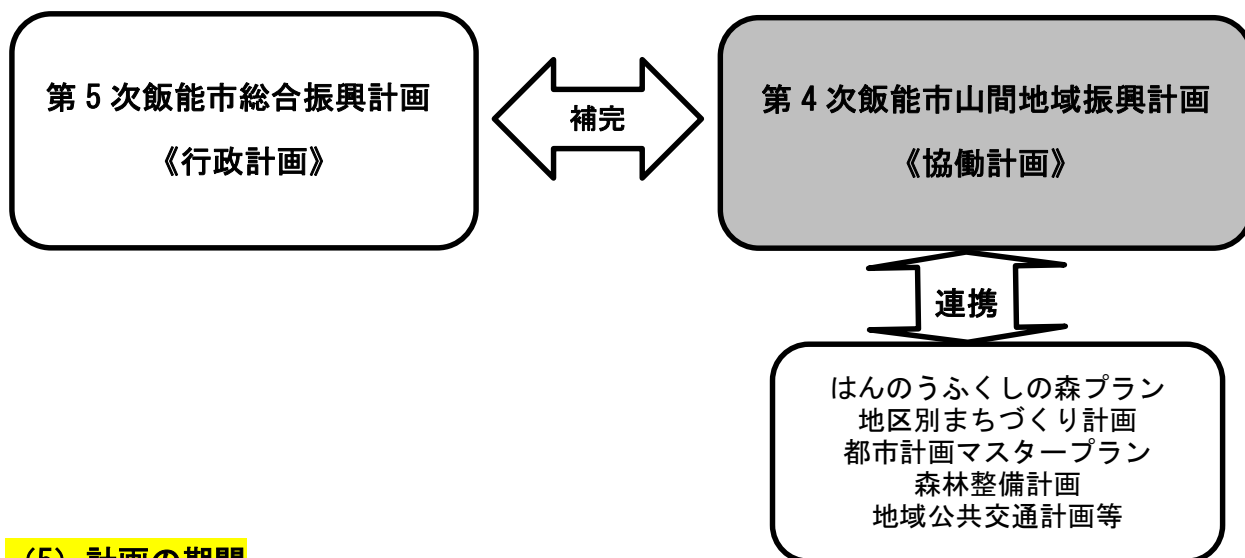 第5次飯能市総合振興計画
《行政計画》
補完
第4次飯能市山間地域振興計画
《協働計画》
連携
はんのうふくしの森プラン
地区別まちづくり計画
都市計画マスタープラン
森林整備計画
地域公共交通計画等
(5) 計画の期間